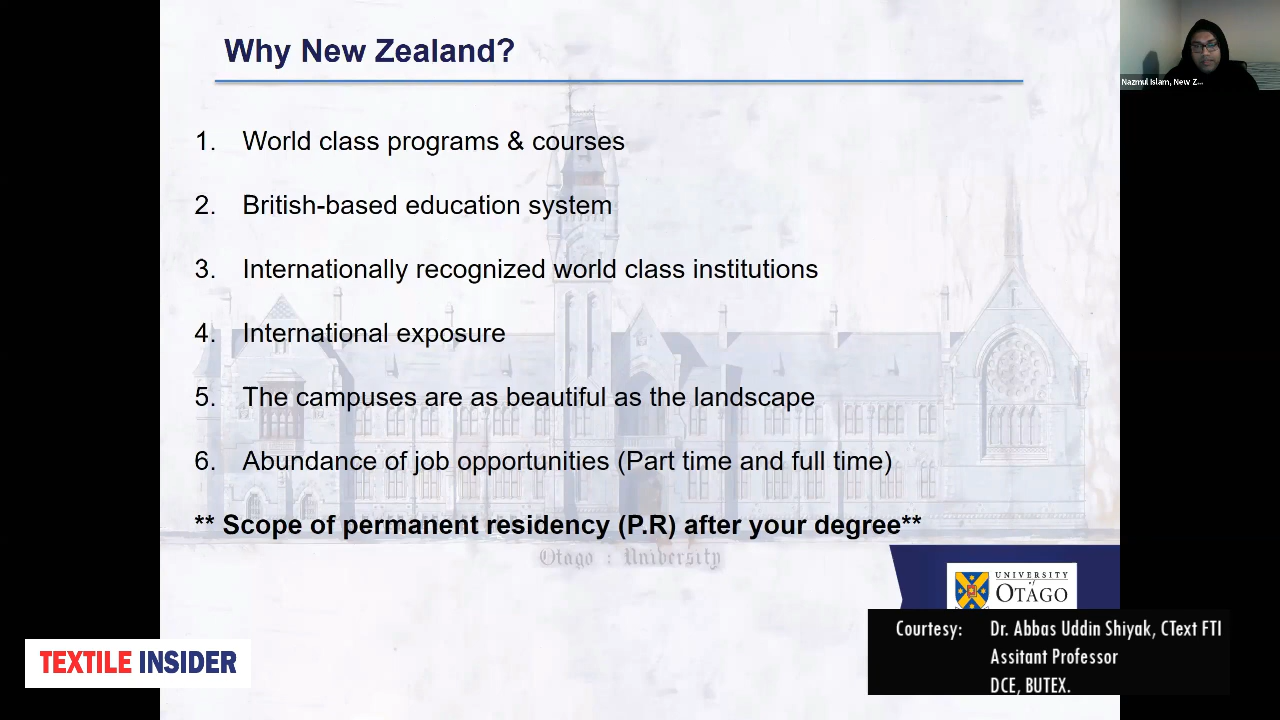 Why New Zealand?
Nazmul Islam, New Z...
1. World class programs & courses
2. British-based education system
3. Internationally recognized world class institutions
4. International exposure
5. The campuses are as beautiful as the landscape
6. Abundance of job opportunities (Part time and full time)
** Scope of permanent residency (P.R) after your degree**
Otago : University
UNIVERSITY
of
OTAGO
TEXTILE INSIDER
Courtesy: Dr. Abbas Uddin Shiyak, CText FTI
Assitant Professor
DCE, BUTEX.